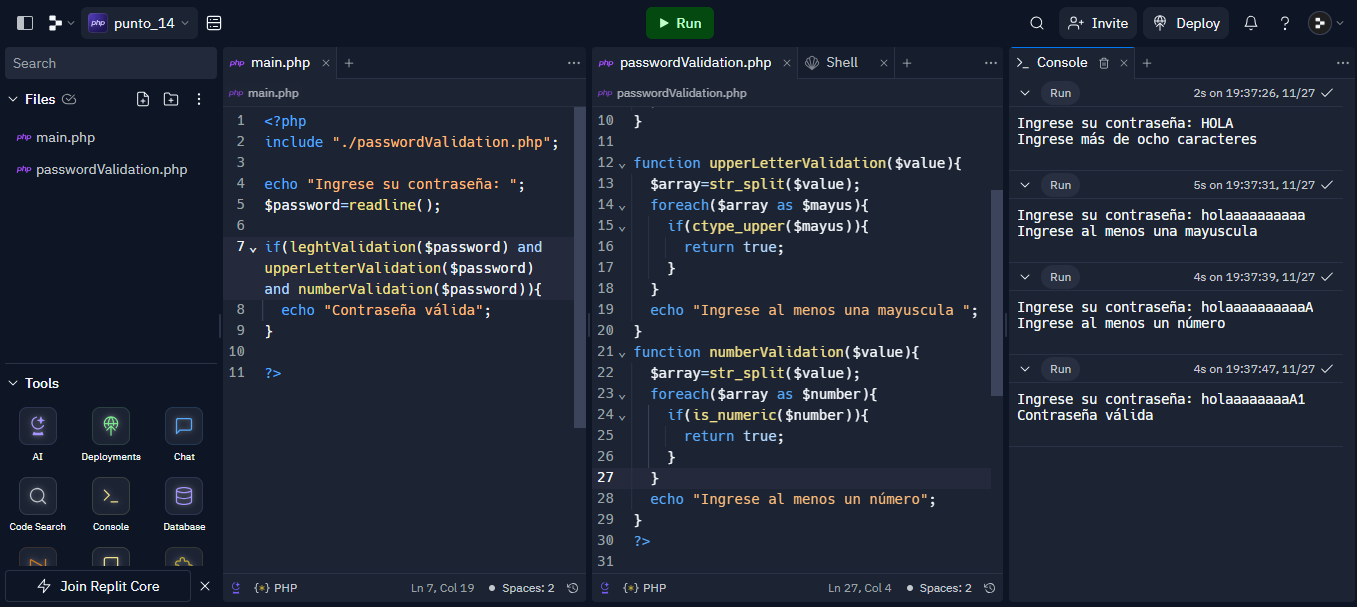 php punto_14
Run
Invite
Deploy
Search
Files
php main.php
php passwordValidation.php
Tools
AI
Deployments
Chat
Code Search
Console
Database
Join Replit Core
php main.php
php main.php
1 <?php
2 include "./passwordValidation.php";
3
4 echo "Ingrese su contraseña: ";
5 $password=readline();
6
7 if(leghtValidation($password) and
upperLetterValidation($password)
and numberValidation($password)){
8 echo "Contraseña válida";
9 }
10
11 ?>
{*} PHP
Ln 7, Col 19
Spaces: 2
php passwordValidation.php
Shell
php passwordValidation.php
10 }
11
12 function upperLetterValidation($value){
13 $array=str_split($value);
14 foreach($array as $mayus){
15 if(ctype_upper($mayus)){
16 return true;
17 }
18 }
19 echo "Ingrese al menos una mayuscula ";
20 }
21 function numberValidation($value){
22 $array=str_split($value);
23 foreach($array as $number){
24 if(is_numeric($number)){
25 return true;
26 }
27 }
28 echo "Ingrese al menos un número";
29 }
30 ?>
31
{*} PHP
Ln 27, Col 4
Spaces: 2
Console
Run 2s on 19:37:26, 11/27
Ingrese su contraseña: HOLA
Ingrese más de ocho caracteres
Run 5s on 19:37:31, 11/27
Ingrese su contraseña: holaaaaaaaaaa
Ingrese al menos una mayuscula
Run 4s on 19:37:39, 11/27
Ingrese su contraseña: holaaaaaaaaaaA
Ingrese al menos un número
Run 4s on 19:37:47, 11/27
Ingrese su contraseña: holaaaaaaaaA1
Contraseña válida